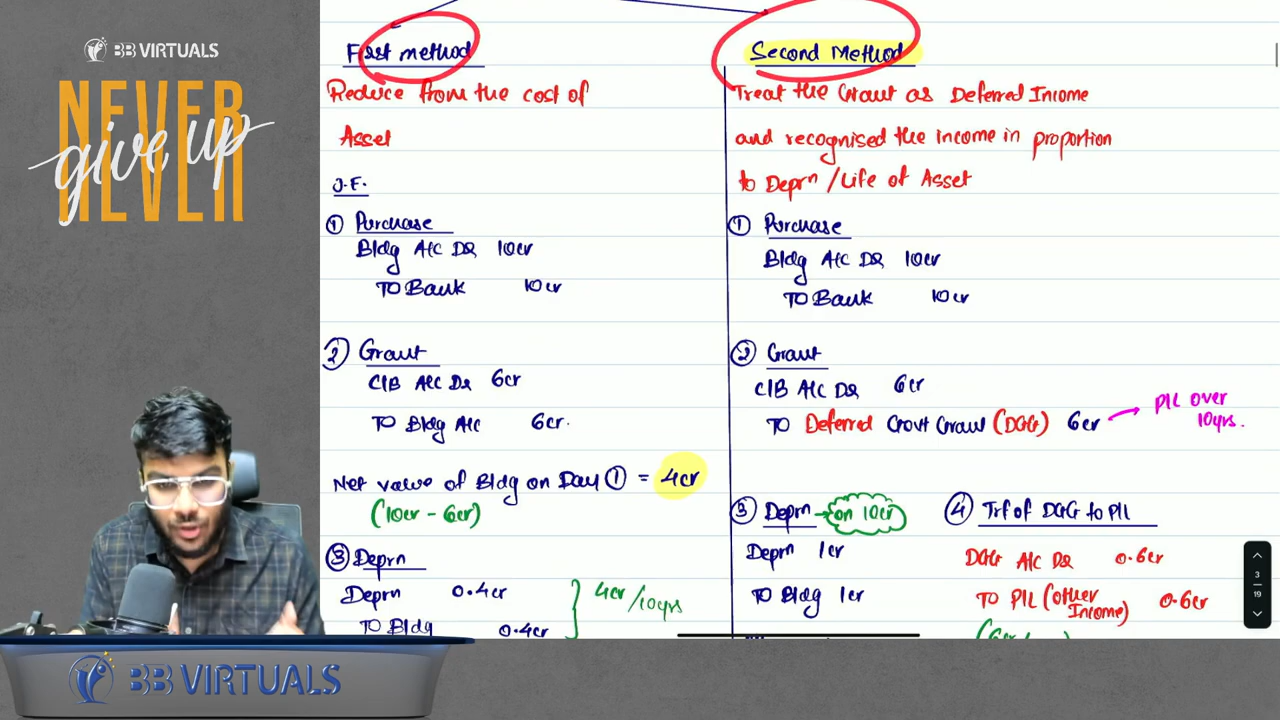 BB VIRTUALS
NEVER
give up
NEVER
First method
Reduce from the cost of
Asset
J.E.
① Purchase
Bldg A/c DR 10cr
TO Bank 10cr
② Grant
C/B A/c DR 6cr
TO Bldg A/c 6cr.
Net value of Bldg on Day ① = 4cr
(10cr - 6cr)
③ Deprn
Deprn 0.4cr
TO Bldg 0.4cr
4cr/10yrs
Second Method
Treat the Grant as Deferred Income
and recognised the income in proportion
to Deprn / Life of Asset
① Purchase
Bldg A/c DR 10cr
TO Bank 10cr
② Grant
C/B A/c DR 6cr
TO Deferred Govt Grant (DGG) 6cr
P/L over
10yrs.
③ Deprn → on 10cr
Deprn 1cr
TO Bldg 1cr
④ Trf of DGG to P/L
DGG A/c DR 0.6cr
TO P/L (other Income) 0.6cr
3
19
BB VIRTUALS